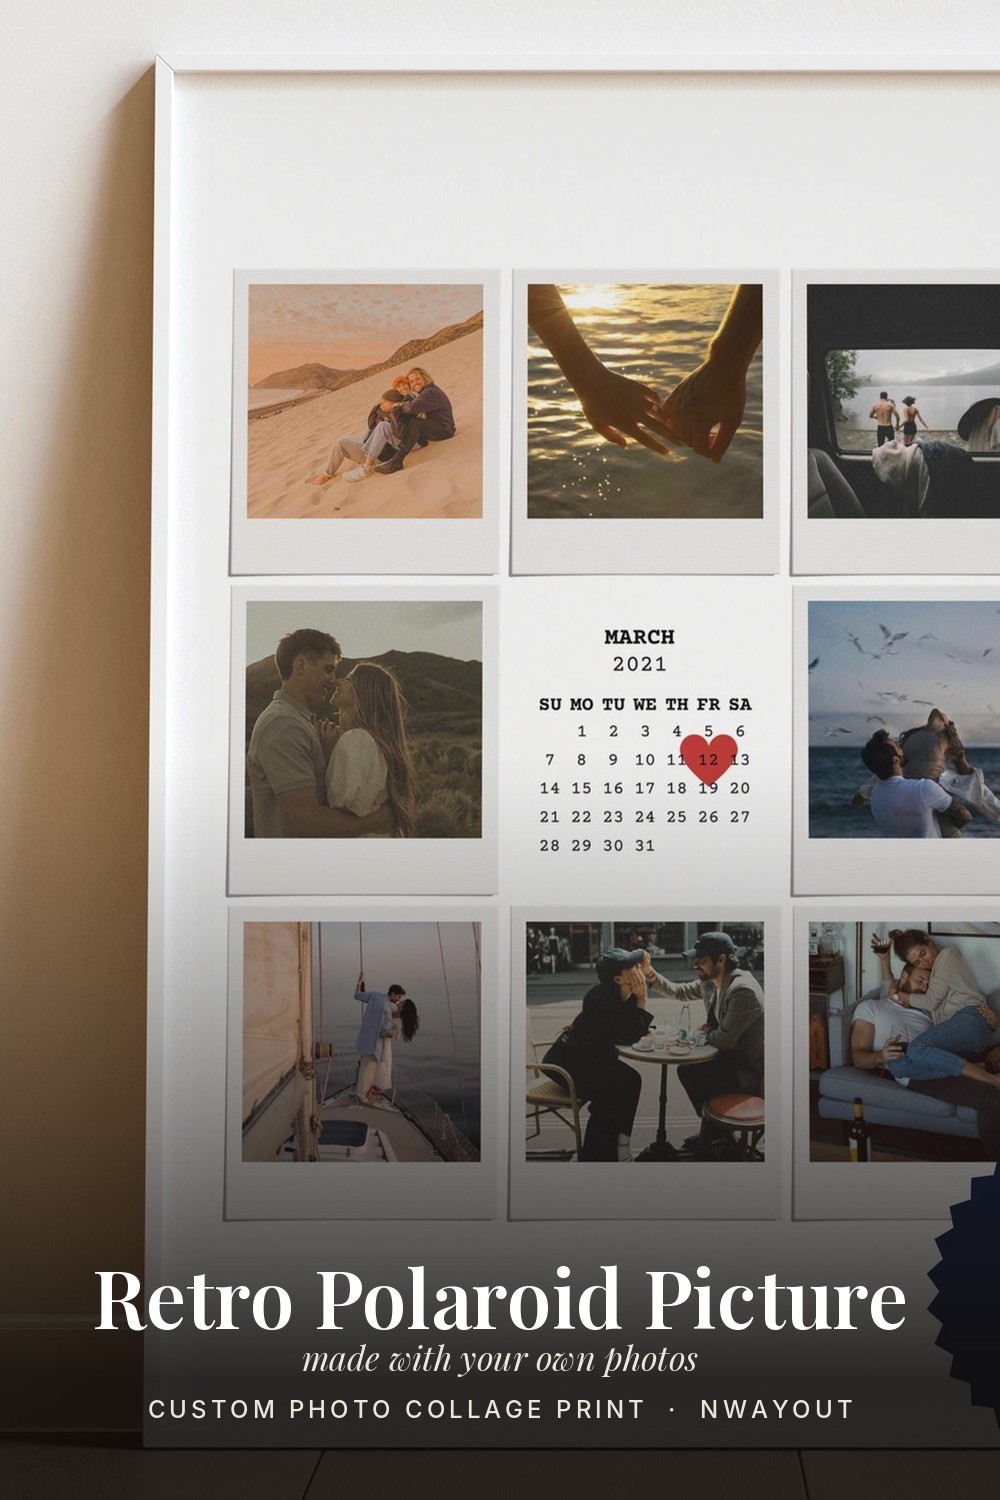 MARCH
2021
SU MO TU WE TH FR SA
1 2 3 4 5 6
7 8 9 10 11 12 13
14 15 16 17 18 19 20
21 22 23 24 25 26 27
28 29 30 31
Retro Polaroid Picture
made with your own photos
CUSTOM PHOTO COLLAGE PRINT · NWAYOUT